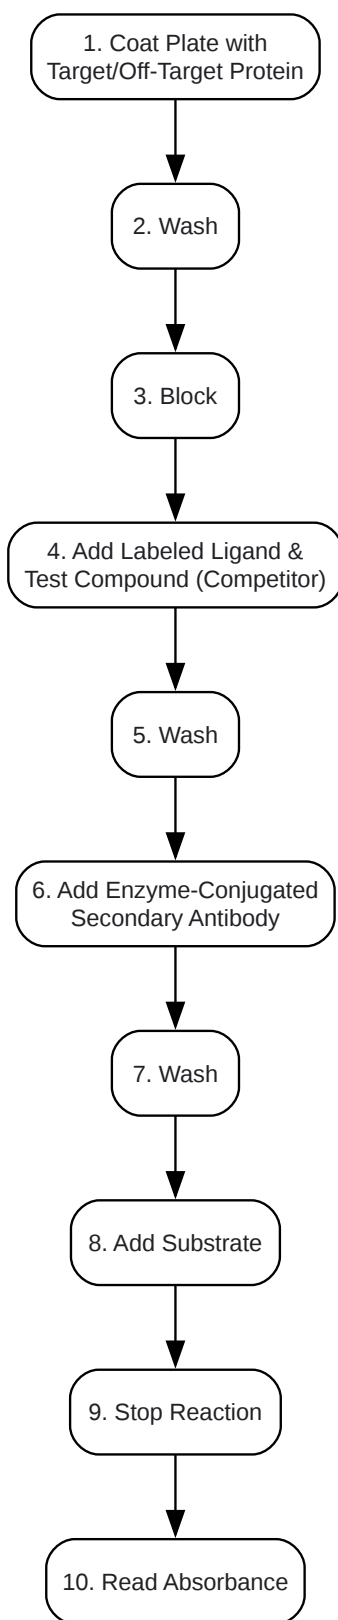 1. Coat Plate with
Target/Off-Target Protein
2. Wash
3. Block
4. Add Labeled Ligand &
Test Compound (Competitor)
5. Wash
6. Add Enzyme-Conjugated
Secondary Antibody
7. Wash
8. Add Substrate
9. Stop Reaction
10. Read Absorbance